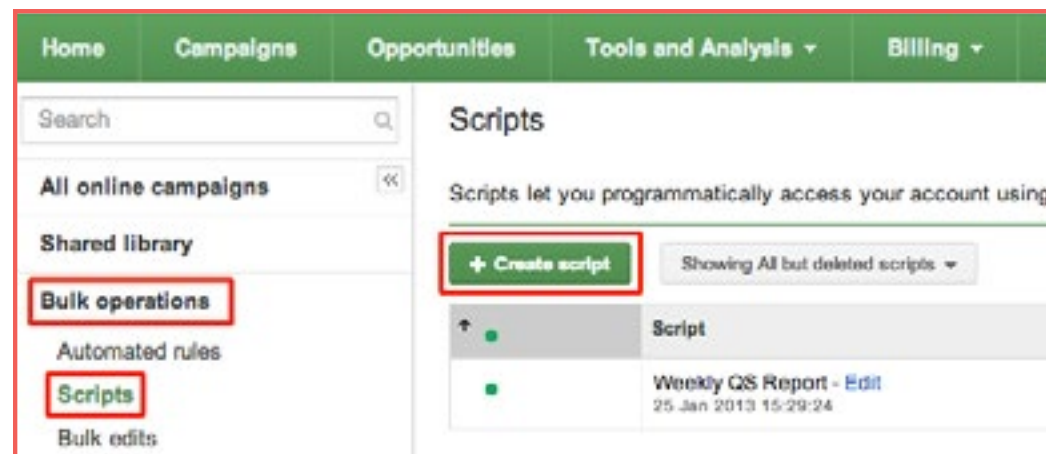 Home Campaigns Opportunities Tools and Analysis Billing
Search
All online campaigns
Shared library
Bulk operations
Automated rules
Scripts
Bulk edits
Scripts
Scripts let you programmatically access your account using
+ Create script Showing All but deleted scripts
Script
Weekly QS Report - Edit
25 Jan 2013 15:29:24